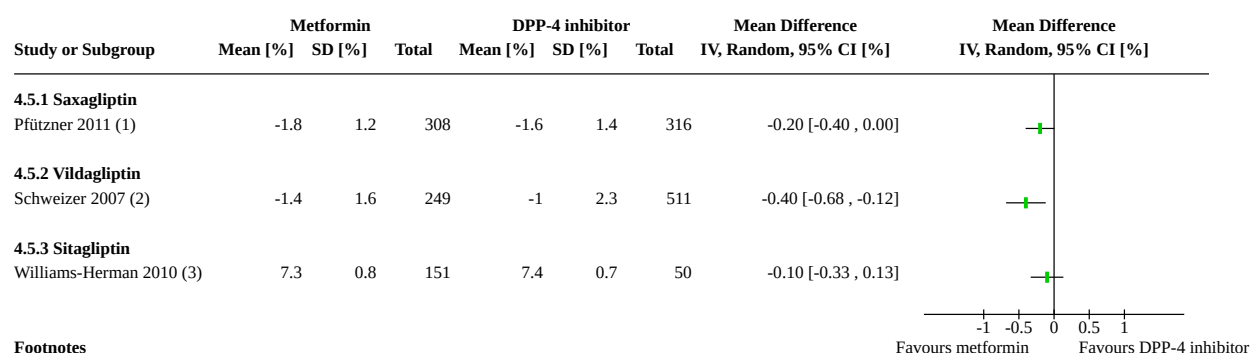 Metformin DPP-4 inhibitor Mean Difference Mean Difference
Study or Subgroup Mean [%] SD [%] Total Mean [%] SD [%] Total IV, Random, 95% CI [%] IV, Random, 95% CI [%]
4.5.1 Saxagliptin
Pfützner 2011 (1) -1.8 1.2 308 -1.6 1.4 316 -0.20 [-0.40 , 0.00]
4.5.2 Vildagliptin
Schweizer 2007 (2) -1.4 1.6 249 -1 2.3 511 -0.40 [-0.68 , -0.12]
4.5.3 Sitagliptin
Williams-Herman 2010 (3) 7.3 0.8 151 7.4 0.7 50 -0.10 [-0.33 , 0.13]
-1 -0.5 0 0.5 1
Footnotes Favours metformin Favours DPP-4 inhibitor